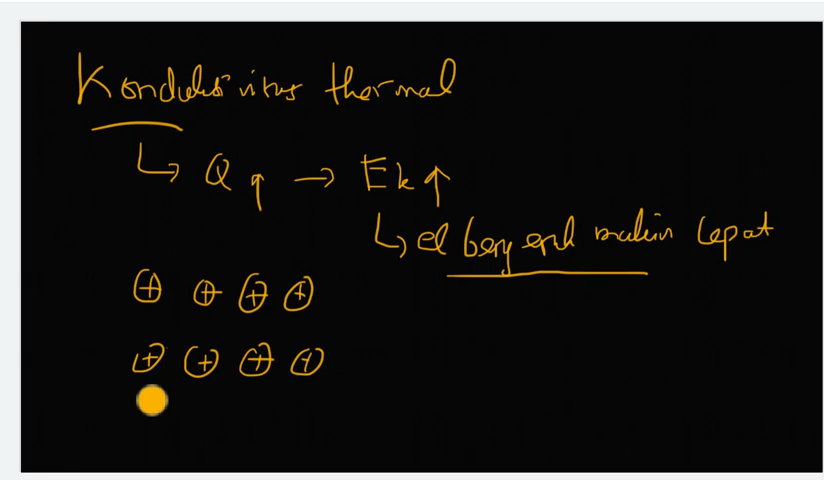 Konduktivitas thermal
↳ Q ↑ → Ek ↑
↳ el bergerak makin cepat
⊕ ⊕ ⊕ ⊕
⊕ ⊕ ⊕ ⊕